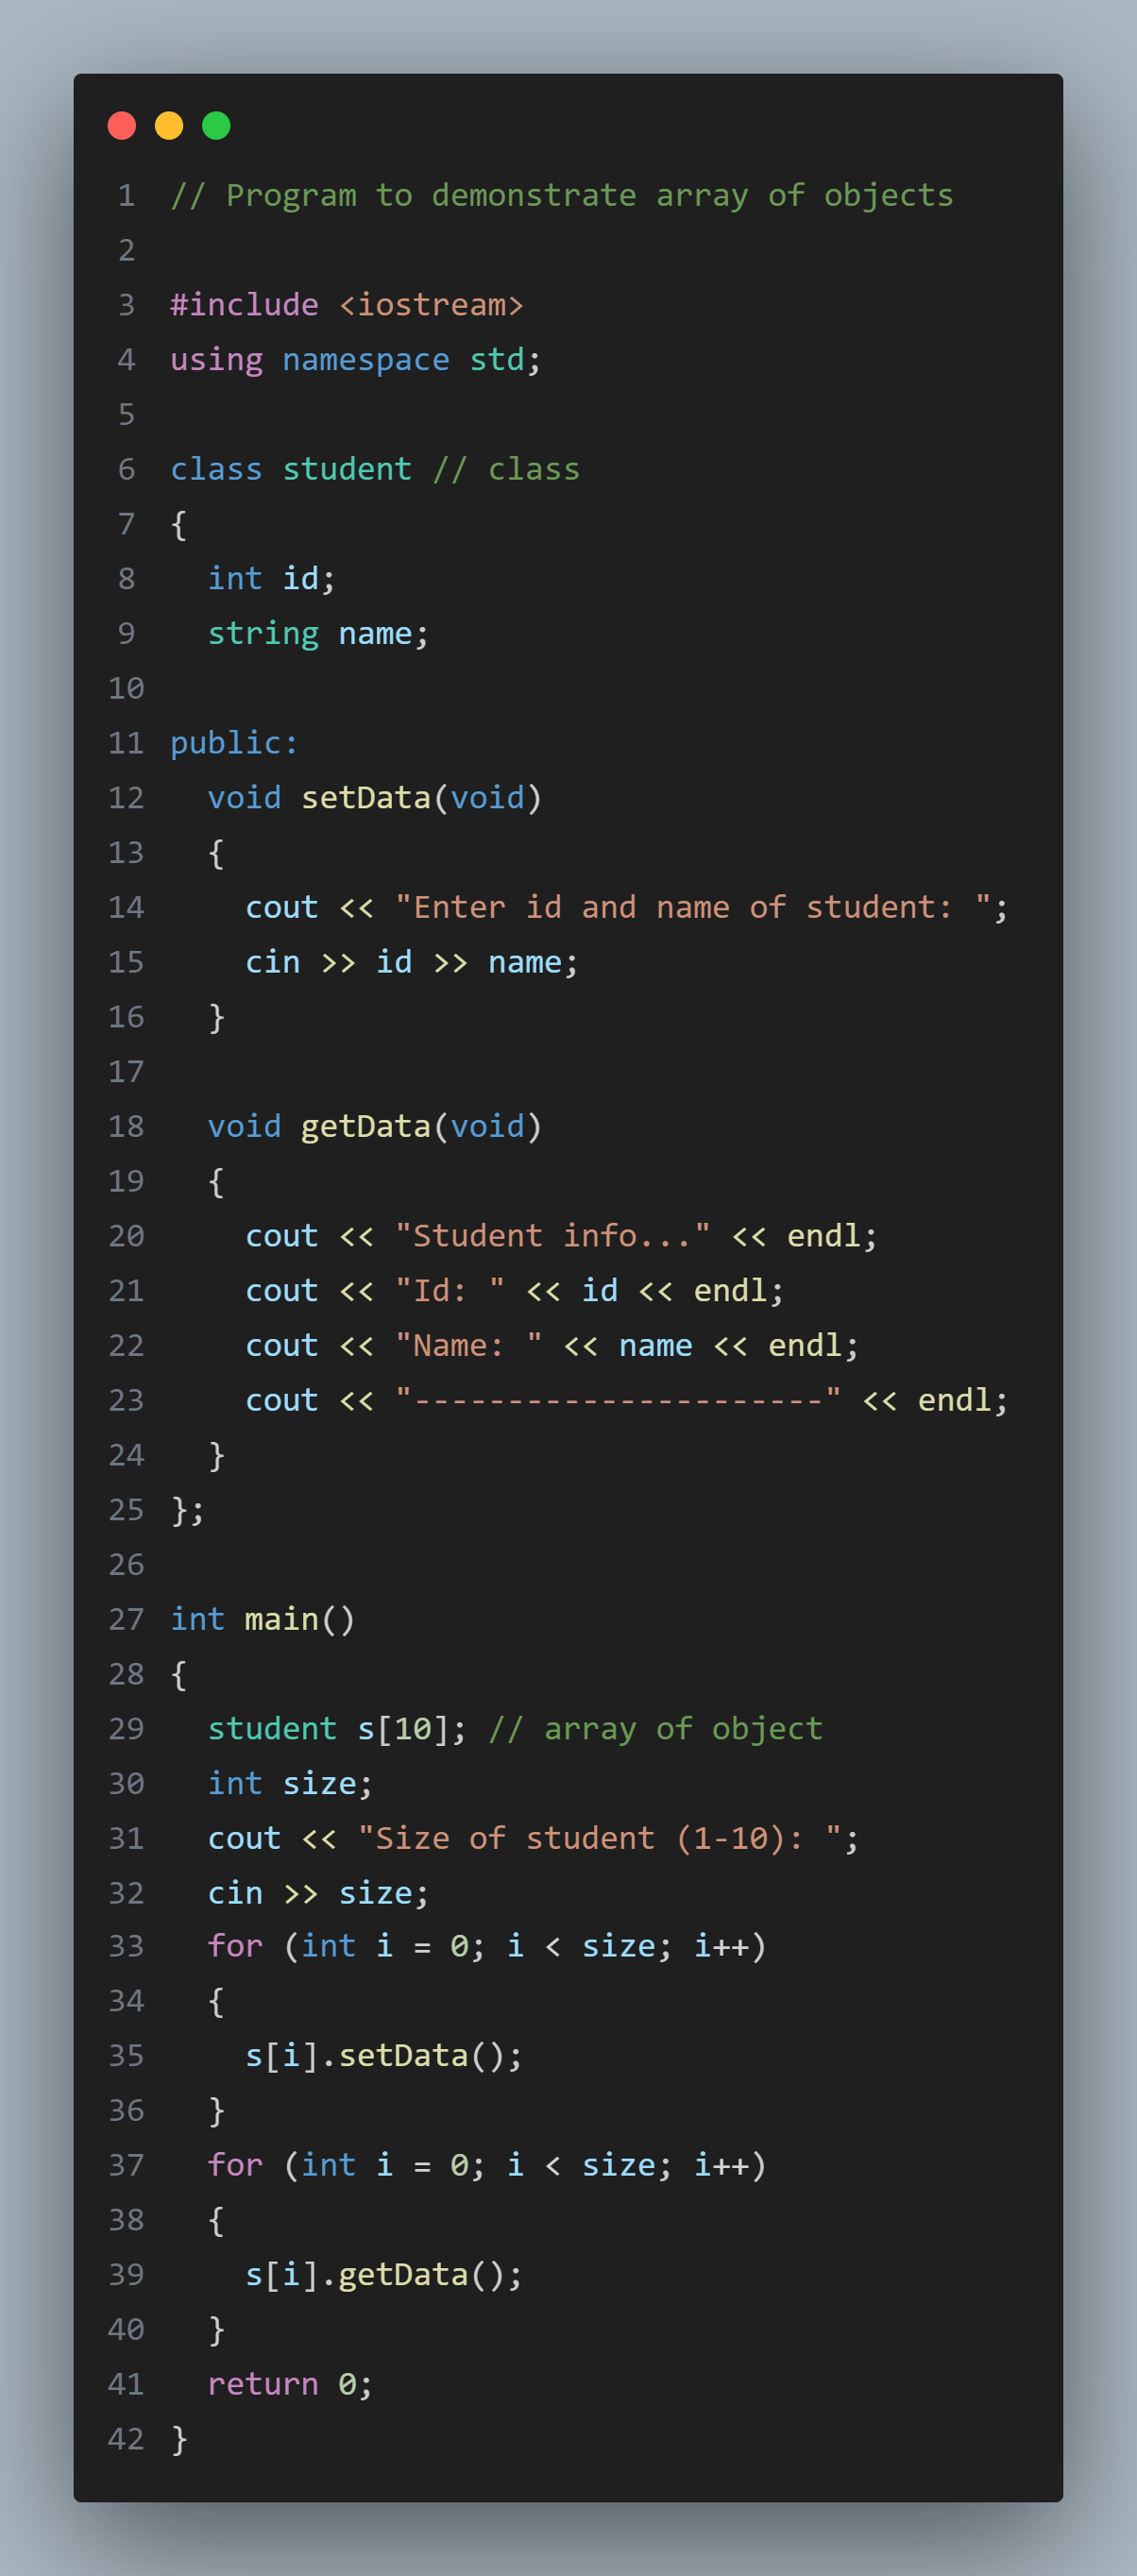 1 // Program to demonstrate array of objects
2
3 #include <iostream>
4 using namespace std;
5
6 class student // class
7 {
8   int id;
9   string name;
10
11 public:
12   void setData(void)
13   {
14     cout << "Enter id and name of student: ";
15     cin >> id >> name;
16   }
17
18   void getData(void)
19   {
20     cout << "Student info..." << endl;
21     cout << "Id: " << id << endl;
22     cout << "Name: " << name << endl;
23     cout << "----------------------" << endl;
24   }
25 };
26
27 int main()
28 {
29   student s[10]; // array of object
30   int size;
31   cout << "Size of student (1-10): ";
32   cin >> size;
33   for (int i = 0; i < size; i++)
34   {
35     s[i].setData();
36   }
37   for (int i = 0; i < size; i++)
38   {
39     s[i].getData();
40   }
41   return 0;
42 }